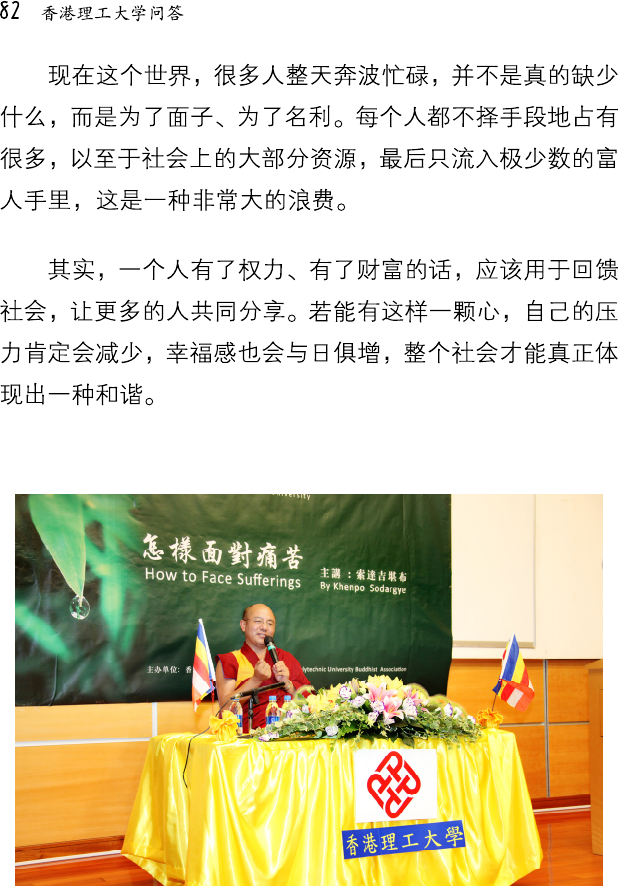 82 香港理工大学问答
现在这个世界，很多人整天奔波忙碌，并不是真的缺少
什么，而是为了面子、为了名利。每个人都不择手段地占有
很多，以至于社会上的大部分资源，最后只流入极少数的富
人手里，这是一种非常大的浪费。
其实，一个人有了权力、有了财富的话，应该用于回馈
社会，让更多的人共同分享。若能有这样一颗心，自己的压
力肯定会减少，幸福感也会与日俱增，整个社会才能真正体
现出一种和谐。
怎樣面對痛苦
How to Face Sufferings
主講：索達吉堪布
By Khenpo Sodargye
主办单位：香
lytechnic University Buddhist Association
香港理工大學